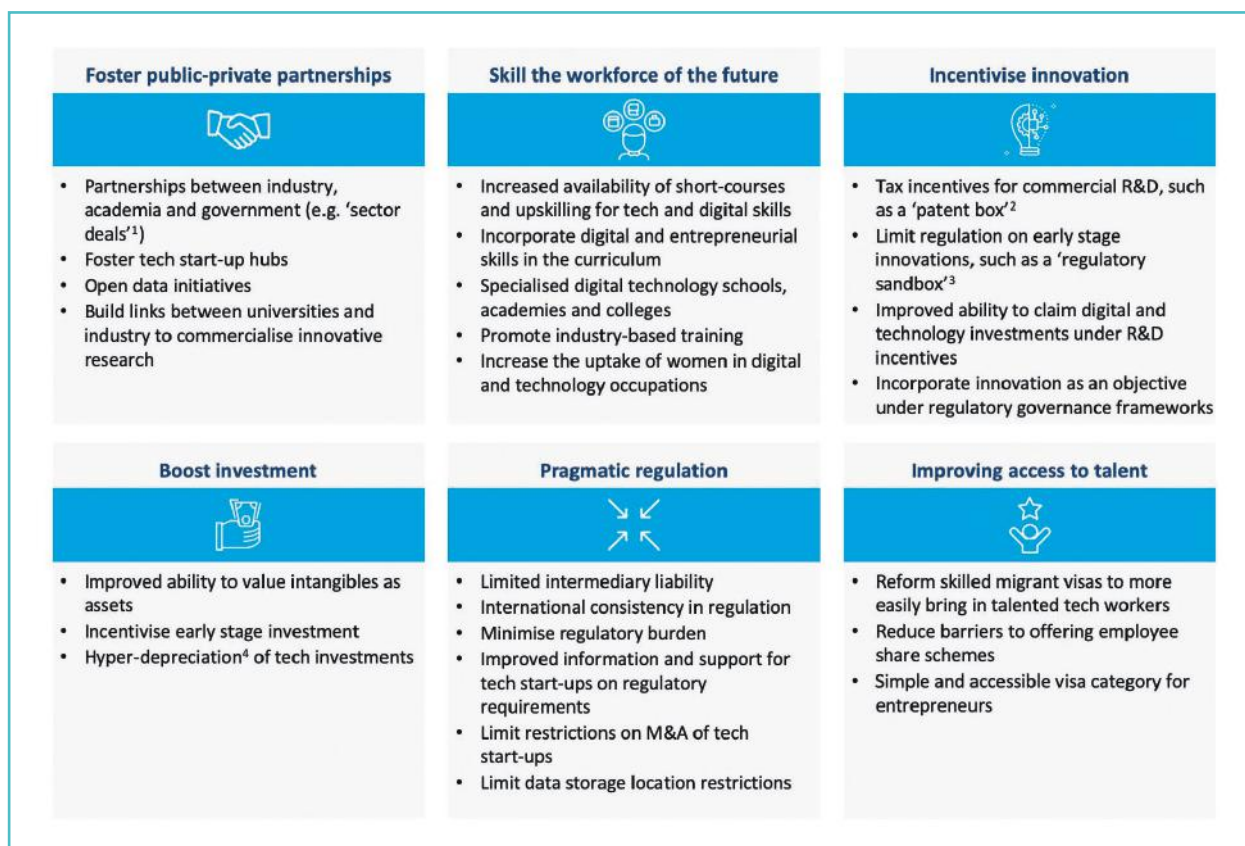 Foster public-private partnerships
• Partnerships between industry,
academia and government (e.g. ‘sector
deals’¹)
• Foster tech start-up hubs
• Open data initiatives
• Build links between universities and
industry to commercialise innovative
research
Skill the workforce of the future
• Increased availability of short-courses
and upskilling for tech and digital skills
• Incorporate digital and entrepreneurial
skills in the curriculum
• Specialised digital technology schools,
academies and colleges
• Promote industry-based training
• Increase the uptake of women in digital
and technology occupations
Incentivise innovation
• Tax incentives for commercial R&D, such
as a ‘patent box’²
• Limit regulation on early stage
innovations, such as a ‘regulatory
sandbox’³
• Improved ability to claim digital and
technology investments under R&D
incentives
• Incorporate innovation as an objective
under regulatory governance frameworks
Boost investment
• Improved ability to value intangibles as
assets
• Incentivise early stage investment
• Hyper-depreciation⁴ of tech investments
Pragmatic regulation
• Limited intermediary liability
• International consistency in regulation
• Minimise regulatory burden
• Improved information and support for
tech start-ups on regulatory
requirements
• Limit restrictions on M&A of tech
start-ups
• Limit data storage location restrictions
Improving access to talent
• Reform skilled migrant visas to more
easily bring in talented tech workers
• Reduce barriers to offering employee
share schemes
• Simple and accessible visa category for
entrepreneurs